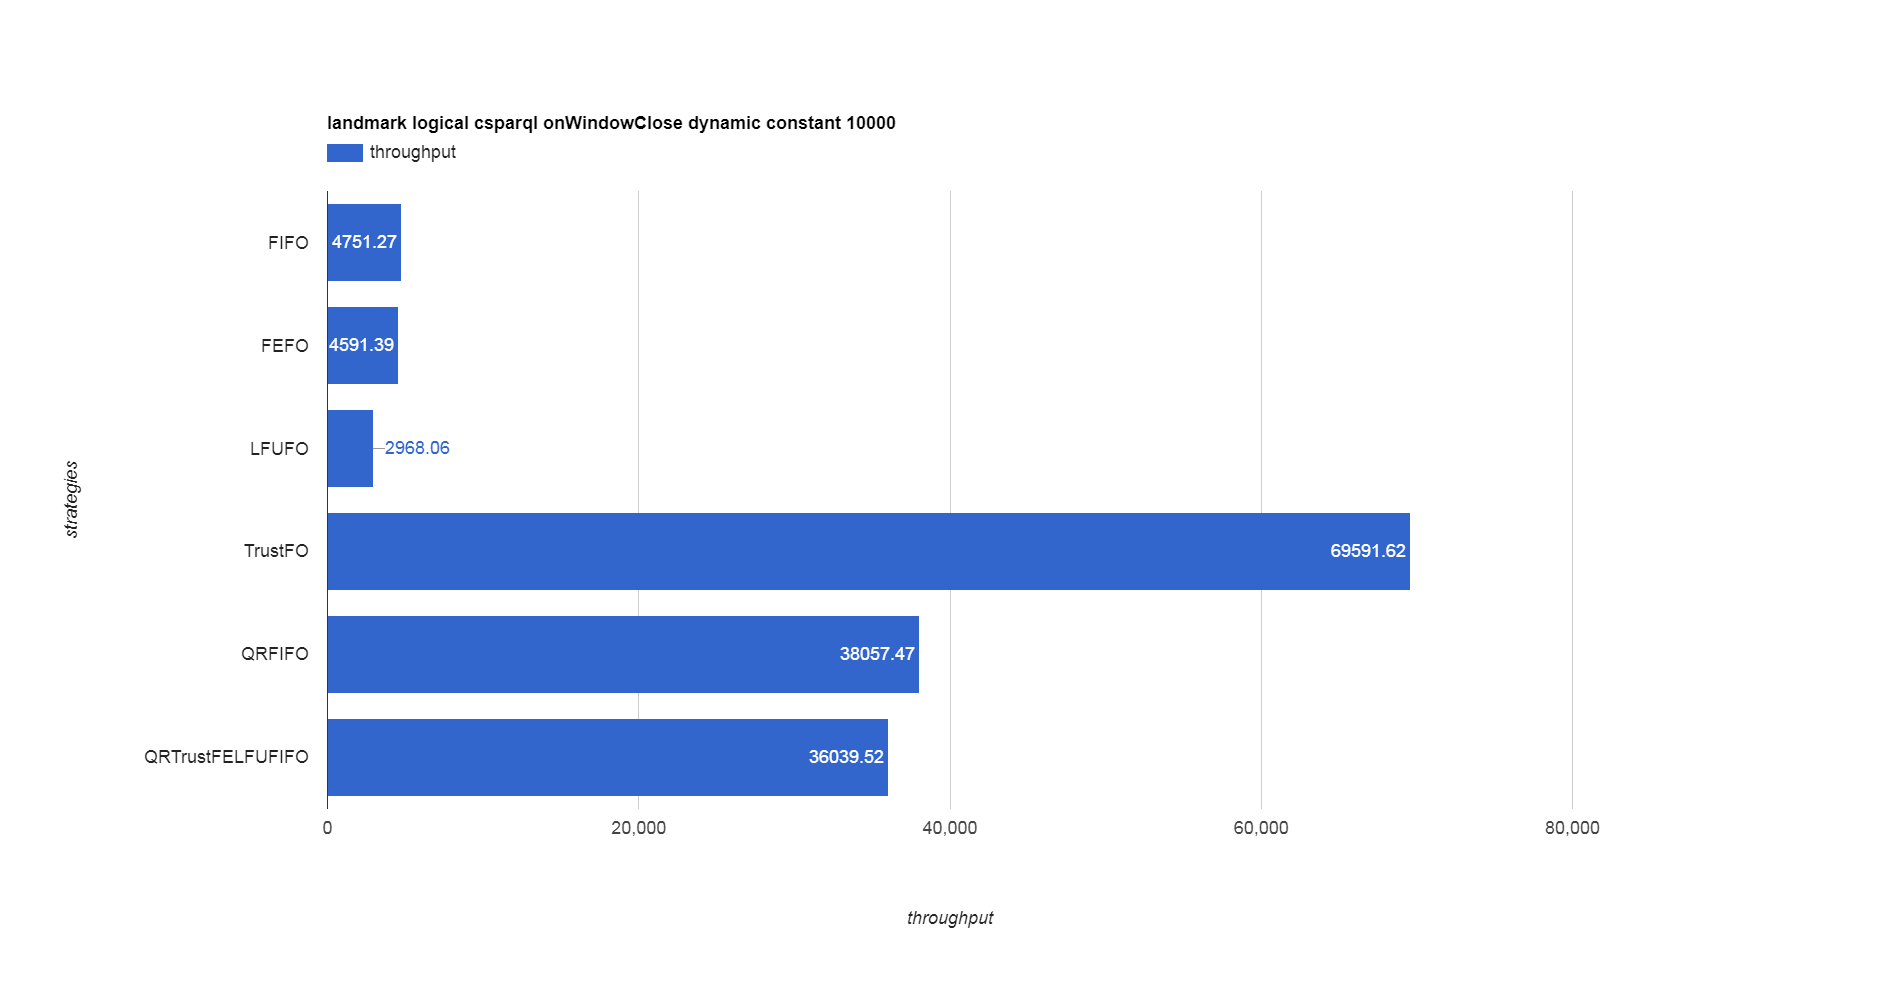 landmark logical csparql onWindowClose dynamic constant 10000
throughput
FIFO 4751.27
FEFO 4591.39
LFUFO 2968.06
TrustFO 69591.62
QRFIFO 38057.47
QRTrustFELFUFIFO 36039.52
strategies
0 20,000 40,000 60,000 80,000
throughput